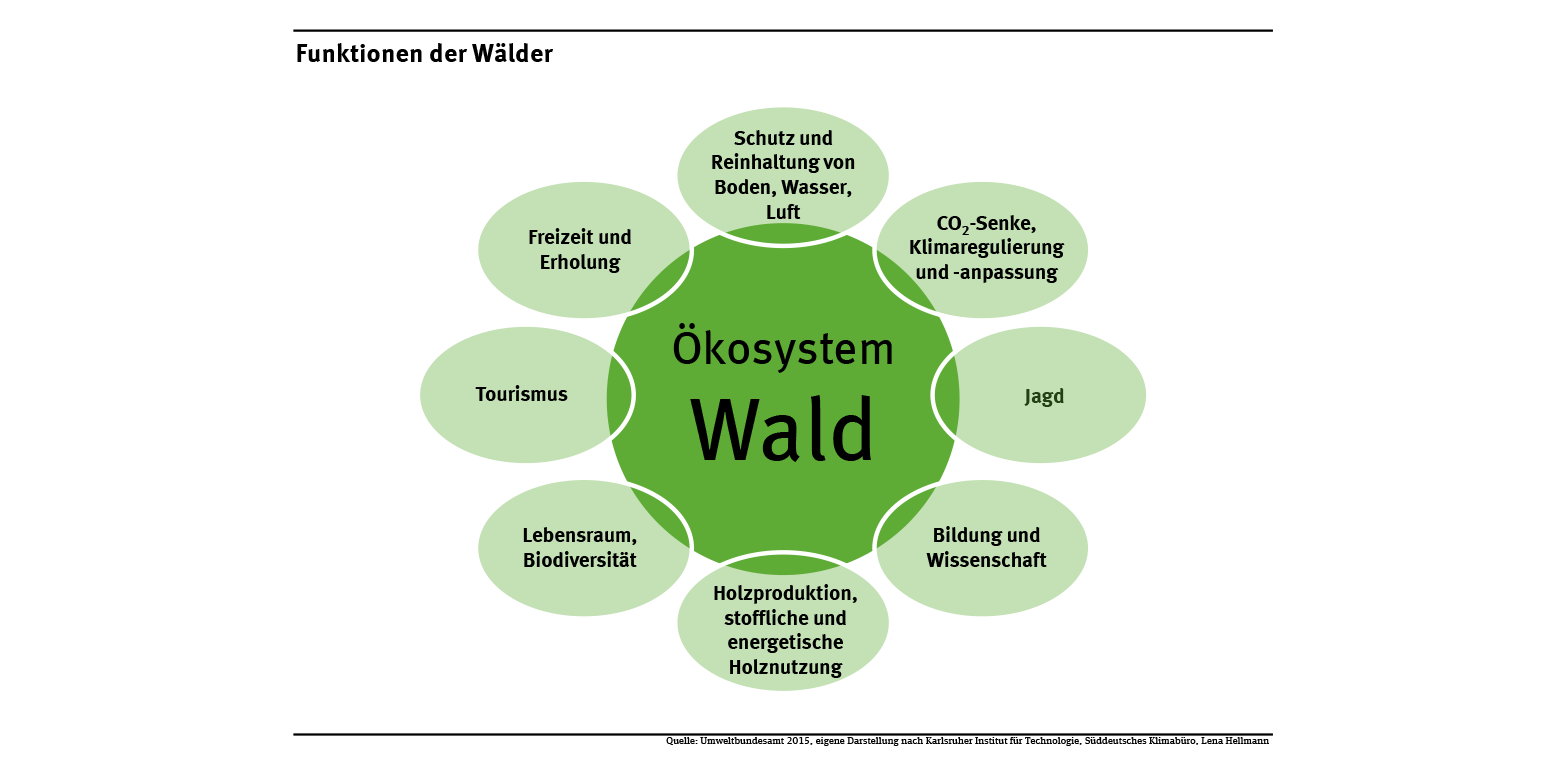 Funktionen der Wälder
Schutz und
Reinhaltung von
Boden, Wasser,
Luft
CO₂-Senke,
Klimaregulierung
und -anpassung
Jagd
Bildung und
Wissenschaft
Holzproduktion,
stoffliche und
energetische
Holznutzung
Lebensraum,
Biodiversität
Tourismus
Freizeit und
Erholung
Ökosystem
Wald
Quelle: Umweltbundesamt 2015, eigene Darstellung nach Karlsruher Institut für Technologie, Süddeutsches Klimabüro, Lena Hellmann